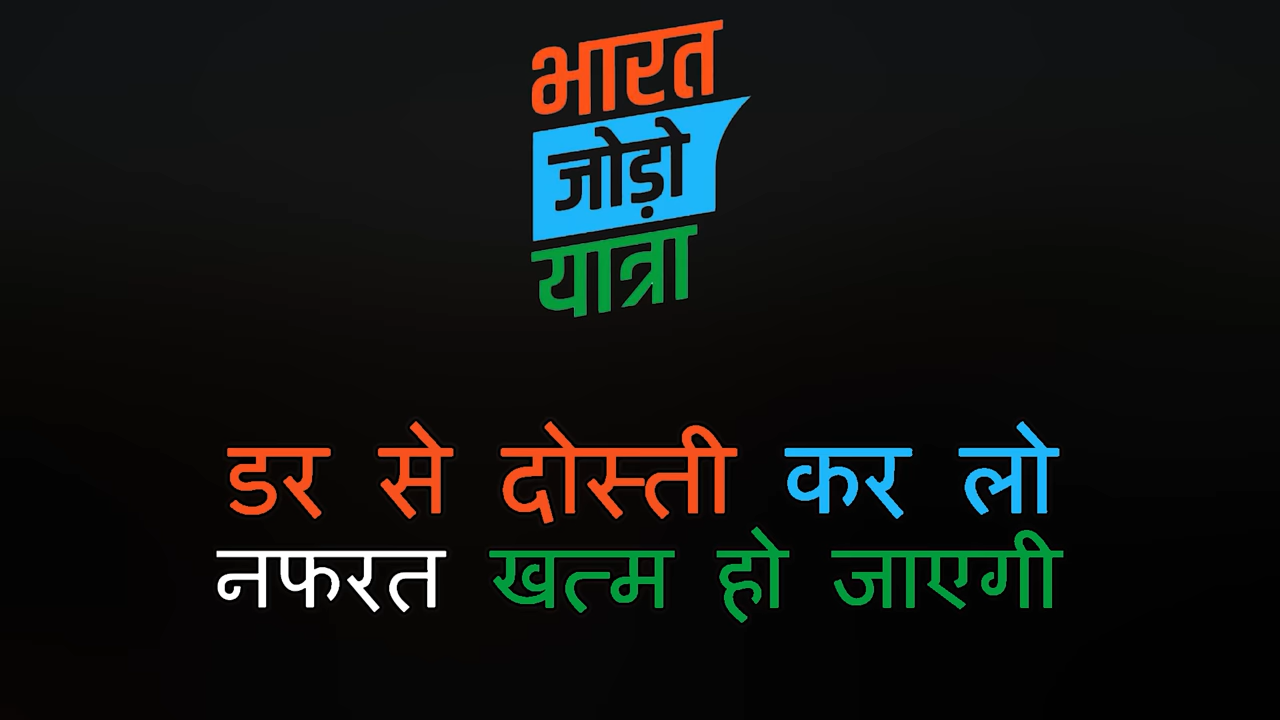 भारत
जोड़ो
यात्रा
डर से दोस्ती कर लो
नफरत खत्म हो जाएगी